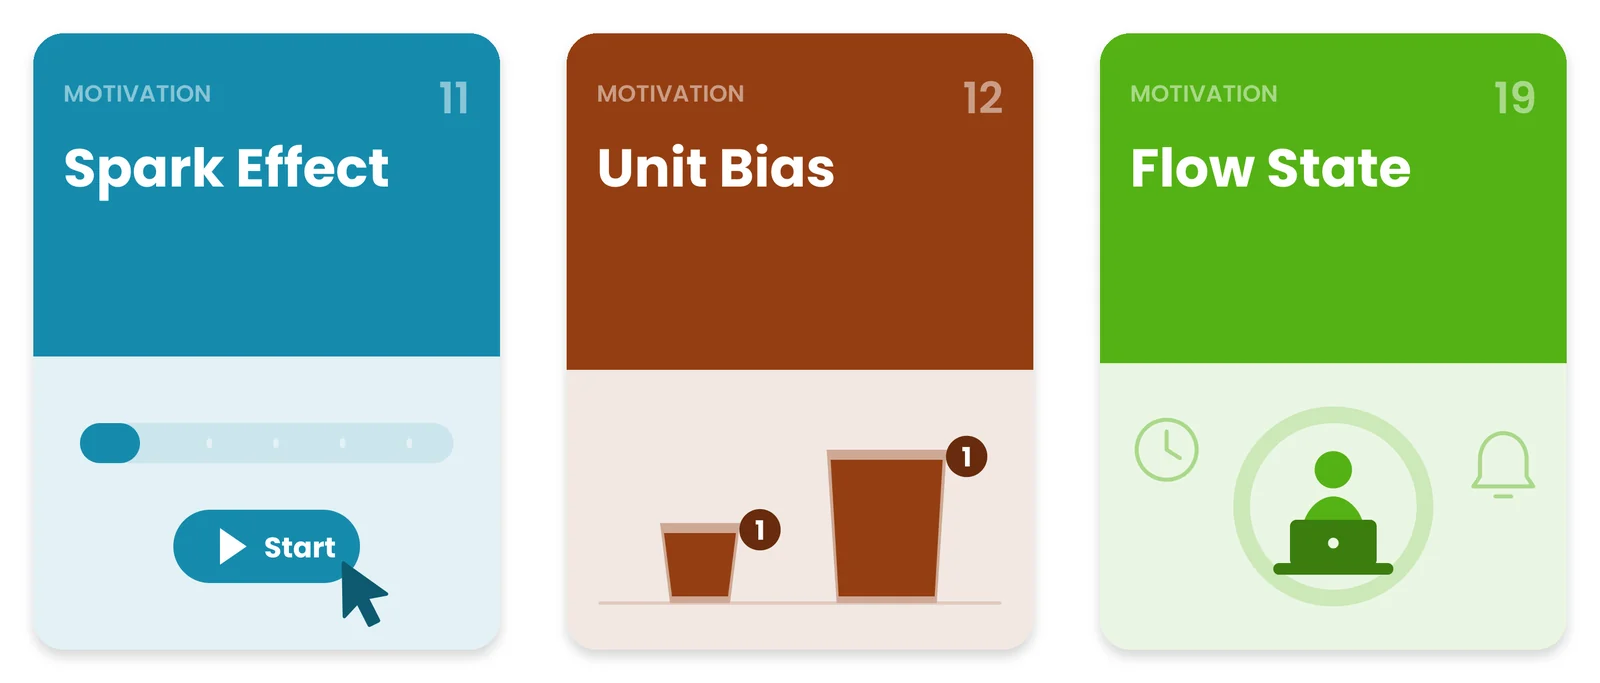 MOTIVATION
11
Spark Effect
Start
MOTIVATION
12
Unit Bias
1
1
MOTIVATION
19
Flow State